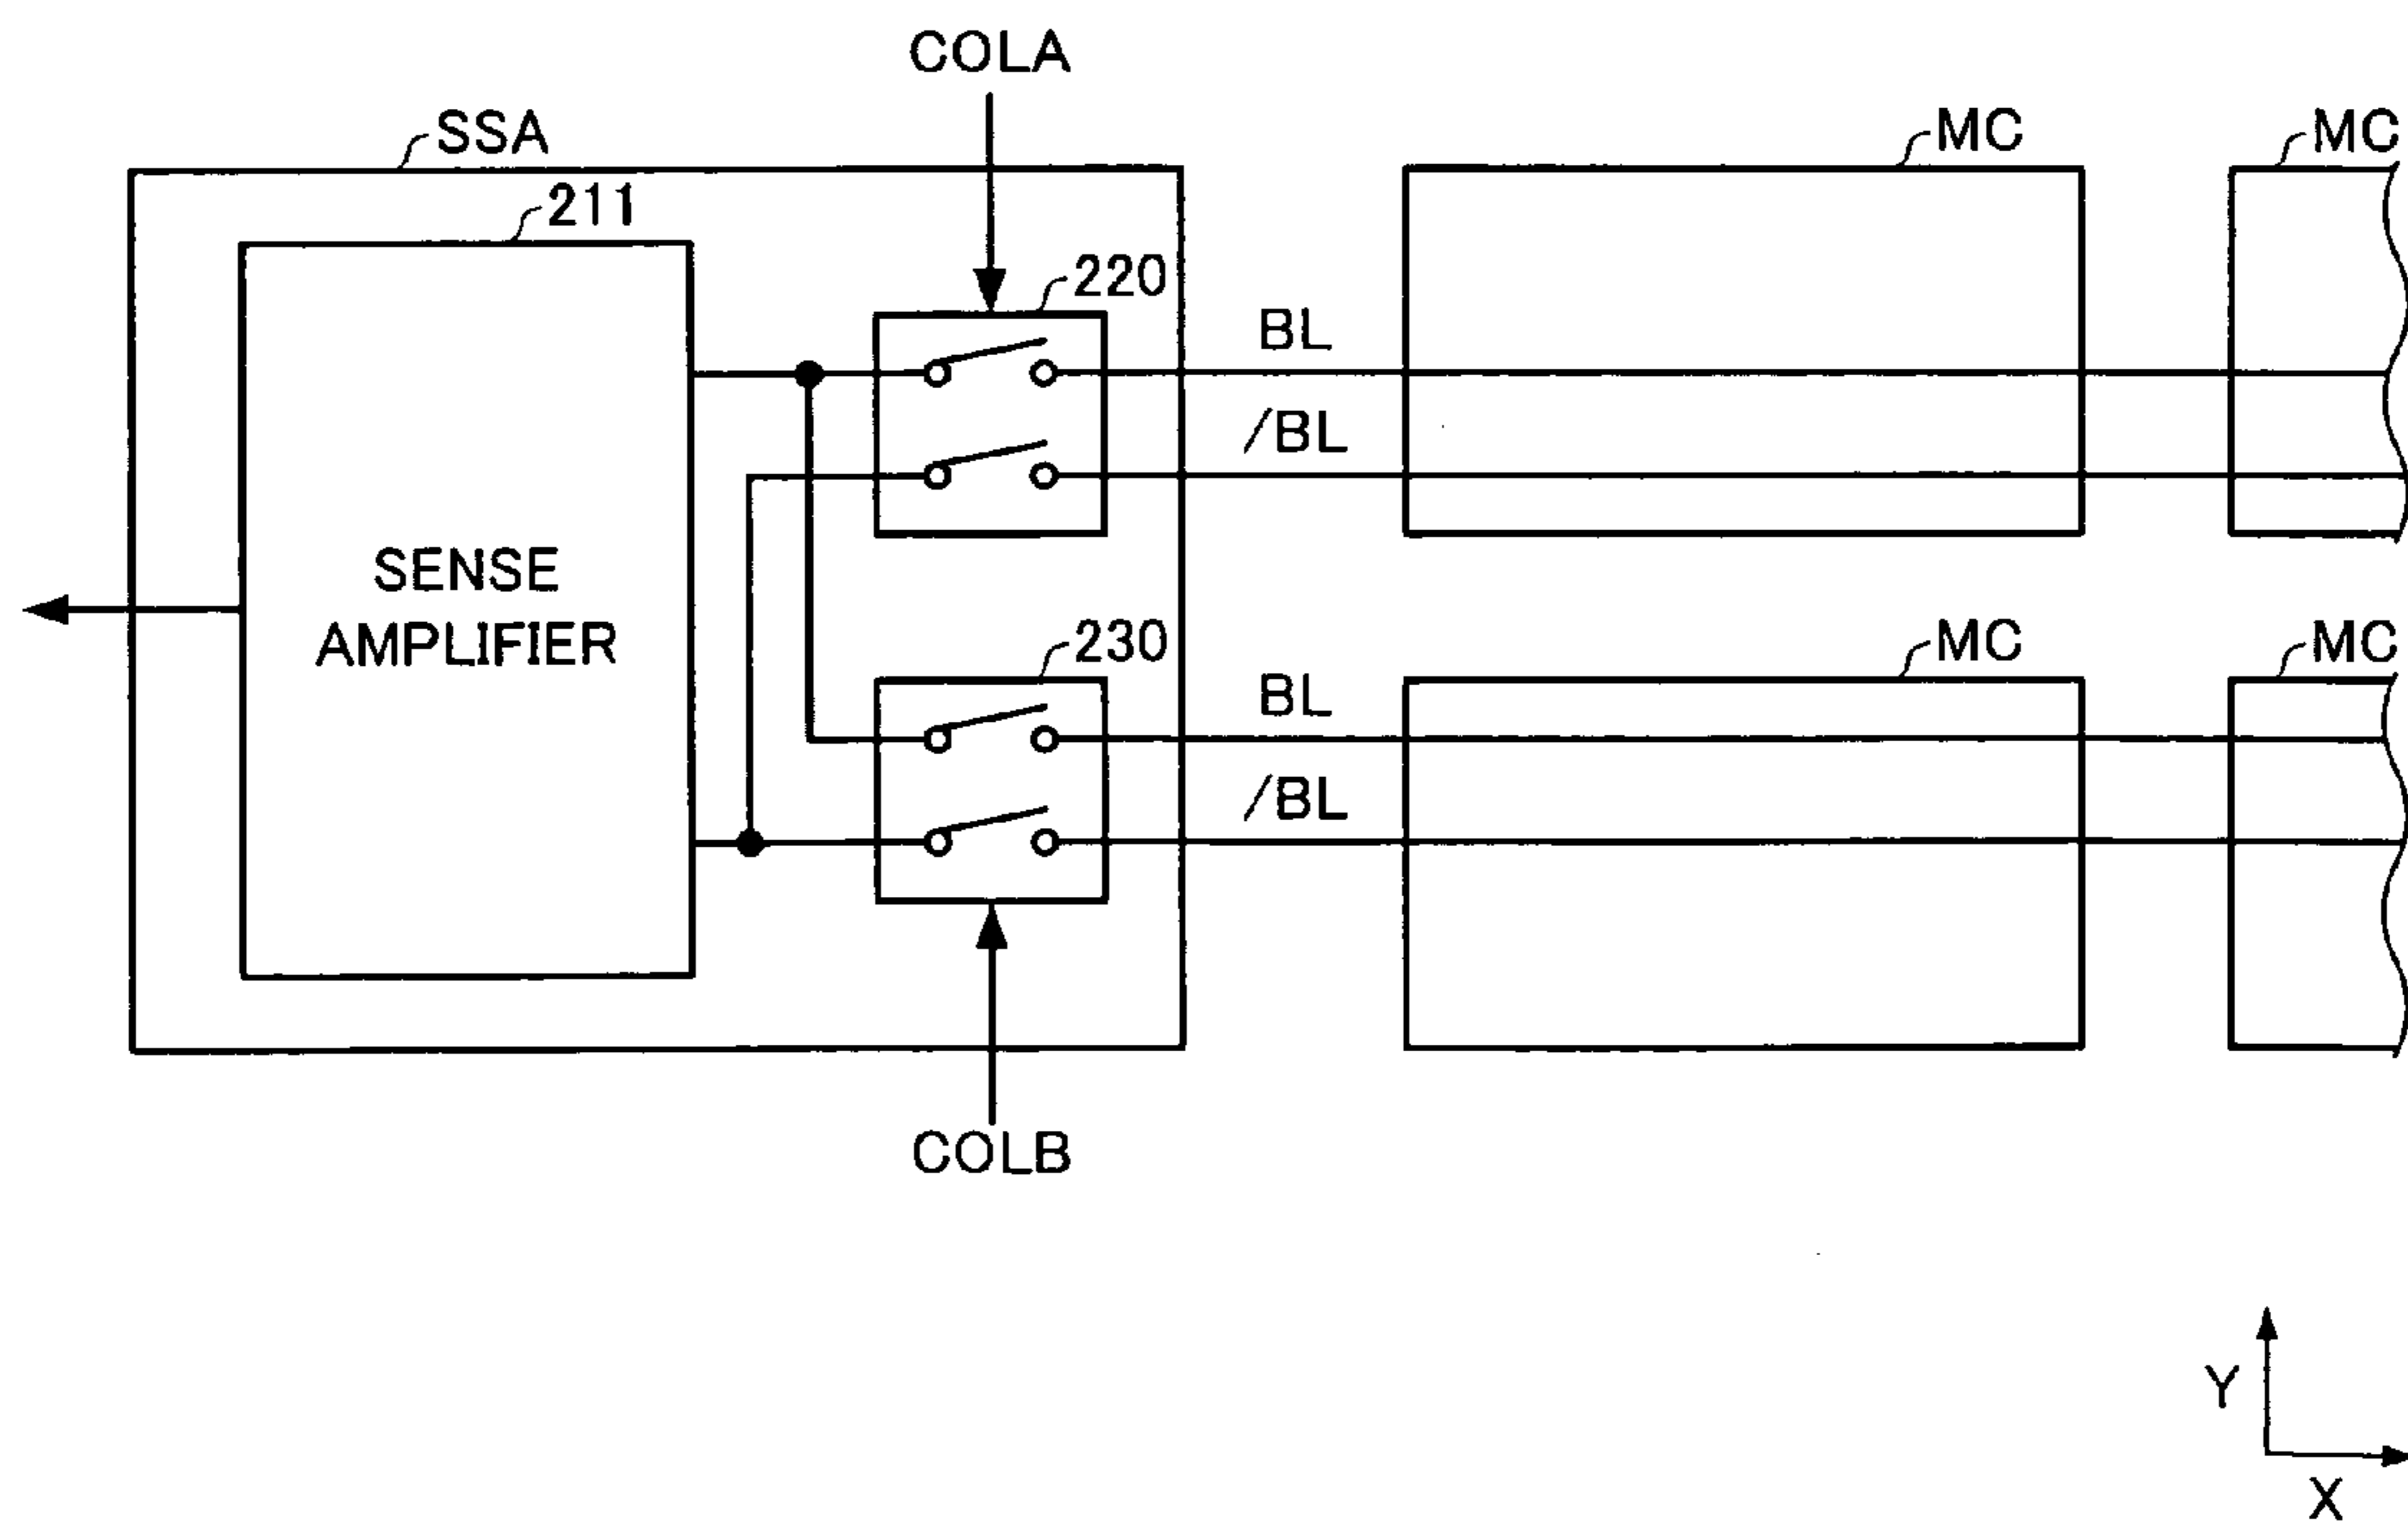 COLA
SSA
MC
MC
211
220
BL
/BL
SENSE
AMPLIFIER
230
MC
MC
BL
/BL
COLB
Y
X